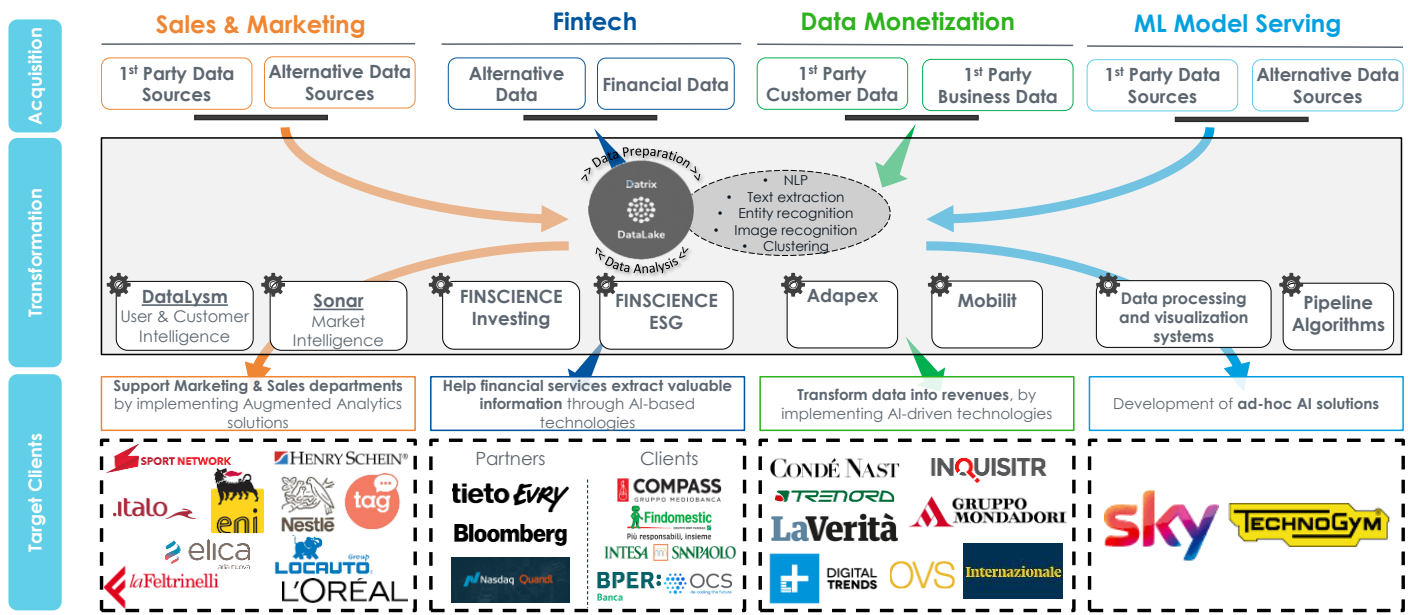 Acquisition
Transformation
Target Clients
Sales & Marketing
Fintech
Data Monetization
ML Model Serving
1st Party Data
Sources
Alternative Data
Sources
Alternative
Data
Financial Data
1st Party
Customer Data
1st Party
Business Data
1st Party Data
Sources
Alternative Data
Sources
>> Data Preparation >>
Datrix
DataLake
<< Data Analysis <<
• NLP
• Text extraction
• Entity recognition
• Image recognition
• Clustering
DataLysm
User & Customer
Intelligence
Sonar
Market
Intelligence
FINSCIENCE
Investing
FINSCIENCE
ESG
Adapex
Mobilit
Data processing
and visualization
systems
Pipeline
Algorithms
Support Marketing & Sales departments
by implementing Augmented Analytics
solutions
Help financial services extract valuable
information through AI-based
technologies
Transform data into revenues, by
implementing AI-driven technologies
Development of ad-hoc AI solutions
SPORT NETWORK
HENRY SCHEIN®
.italo
eni
Nestlé
tag
elica
aria nuova
LOCAUTO Group
laFeltrinelli
L'ORÉAL
Partners
Clients
tieto EVRY
Bloomberg
Nasdaq Quandl
COMPASS
GRUPPO MEDIOBANCA
Findomestic
Più responsabili, insieme
INTESA SANPAOLO
BPER:
Banca
OCS
de-coding the future
CONDÉ NAST
INQUISITR
TRENORD
GRUPPO
MONDADORI
LaVerità
DIGITAL
TRENDS
OVS
Internazionale
sky
TECHNOGYM®